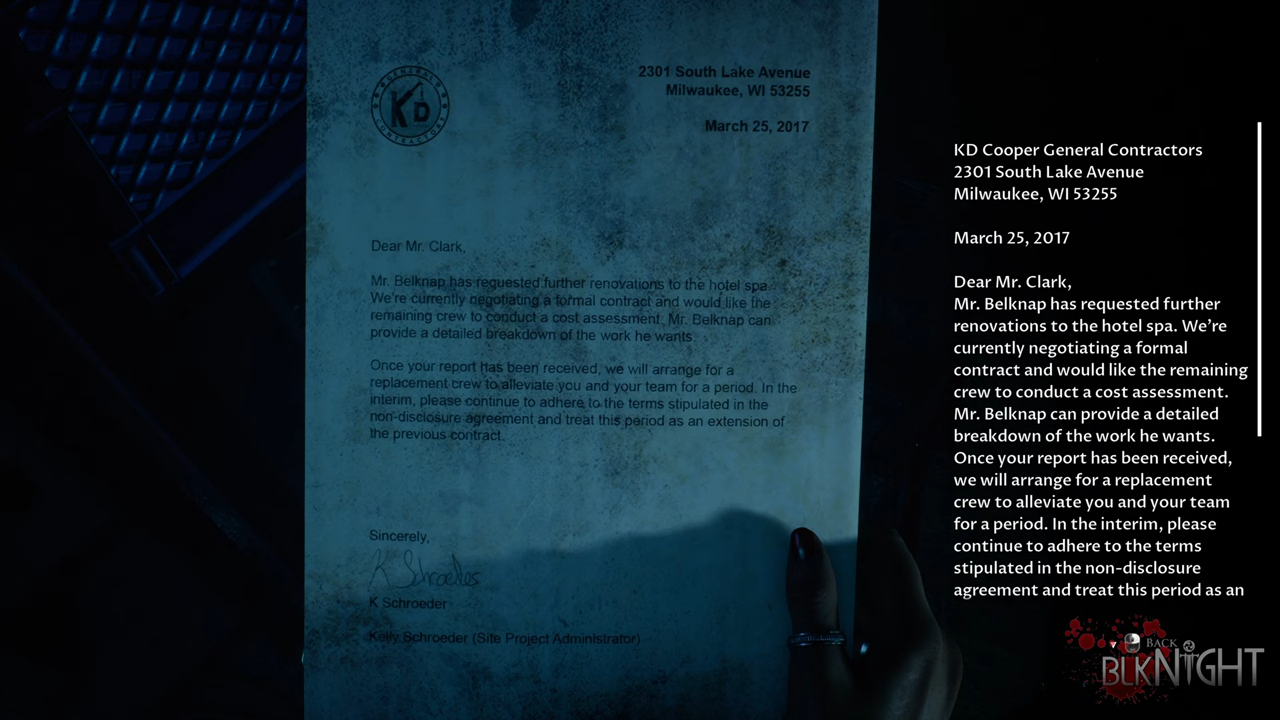 GENERAL
KD
CONTRACTORS
2301 South Lake Avenue
Milwaukee, WI 53255
March 25, 2017
Dear Mr. Clark,
Mr. Belknap has requested further renovations to the hotel spa.
We're currently negotiating a formal contract and would like the
remaining crew to conduct a cost assessment. Mr. Belknap can
provide a detailed breakdown of the work he wants.
Once your report has been received, we will arrange for a
replacement crew to alleviate you and your team for a period. In the
interim, please continue to adhere to the terms stipulated in the
non-disclosure agreement and treat this period as an extension of
the previous contract.
Sincerely,
K Schroeder
K Schroeder
Kelly Schroeder (Site Project Administrator)
KD Cooper General Contractors
2301 South Lake Avenue
Milwaukee, WI 53255
March 25, 2017
Dear Mr. Clark,
Mr. Belknap has requested further
renovations to the hotel spa. We're
currently negotiating a formal
contract and would like the remaining
crew to conduct a cost assessment.
Mr. Belknap can provide a detailed
breakdown of the work he wants.
Once your report has been received,
we will arrange for a replacement
crew to alleviate you and your team
for a period. In the interim, please
continue to adhere to the terms
stipulated in the non-disclosure
agreement and treat this period as an
BACK
BLKNIGHT